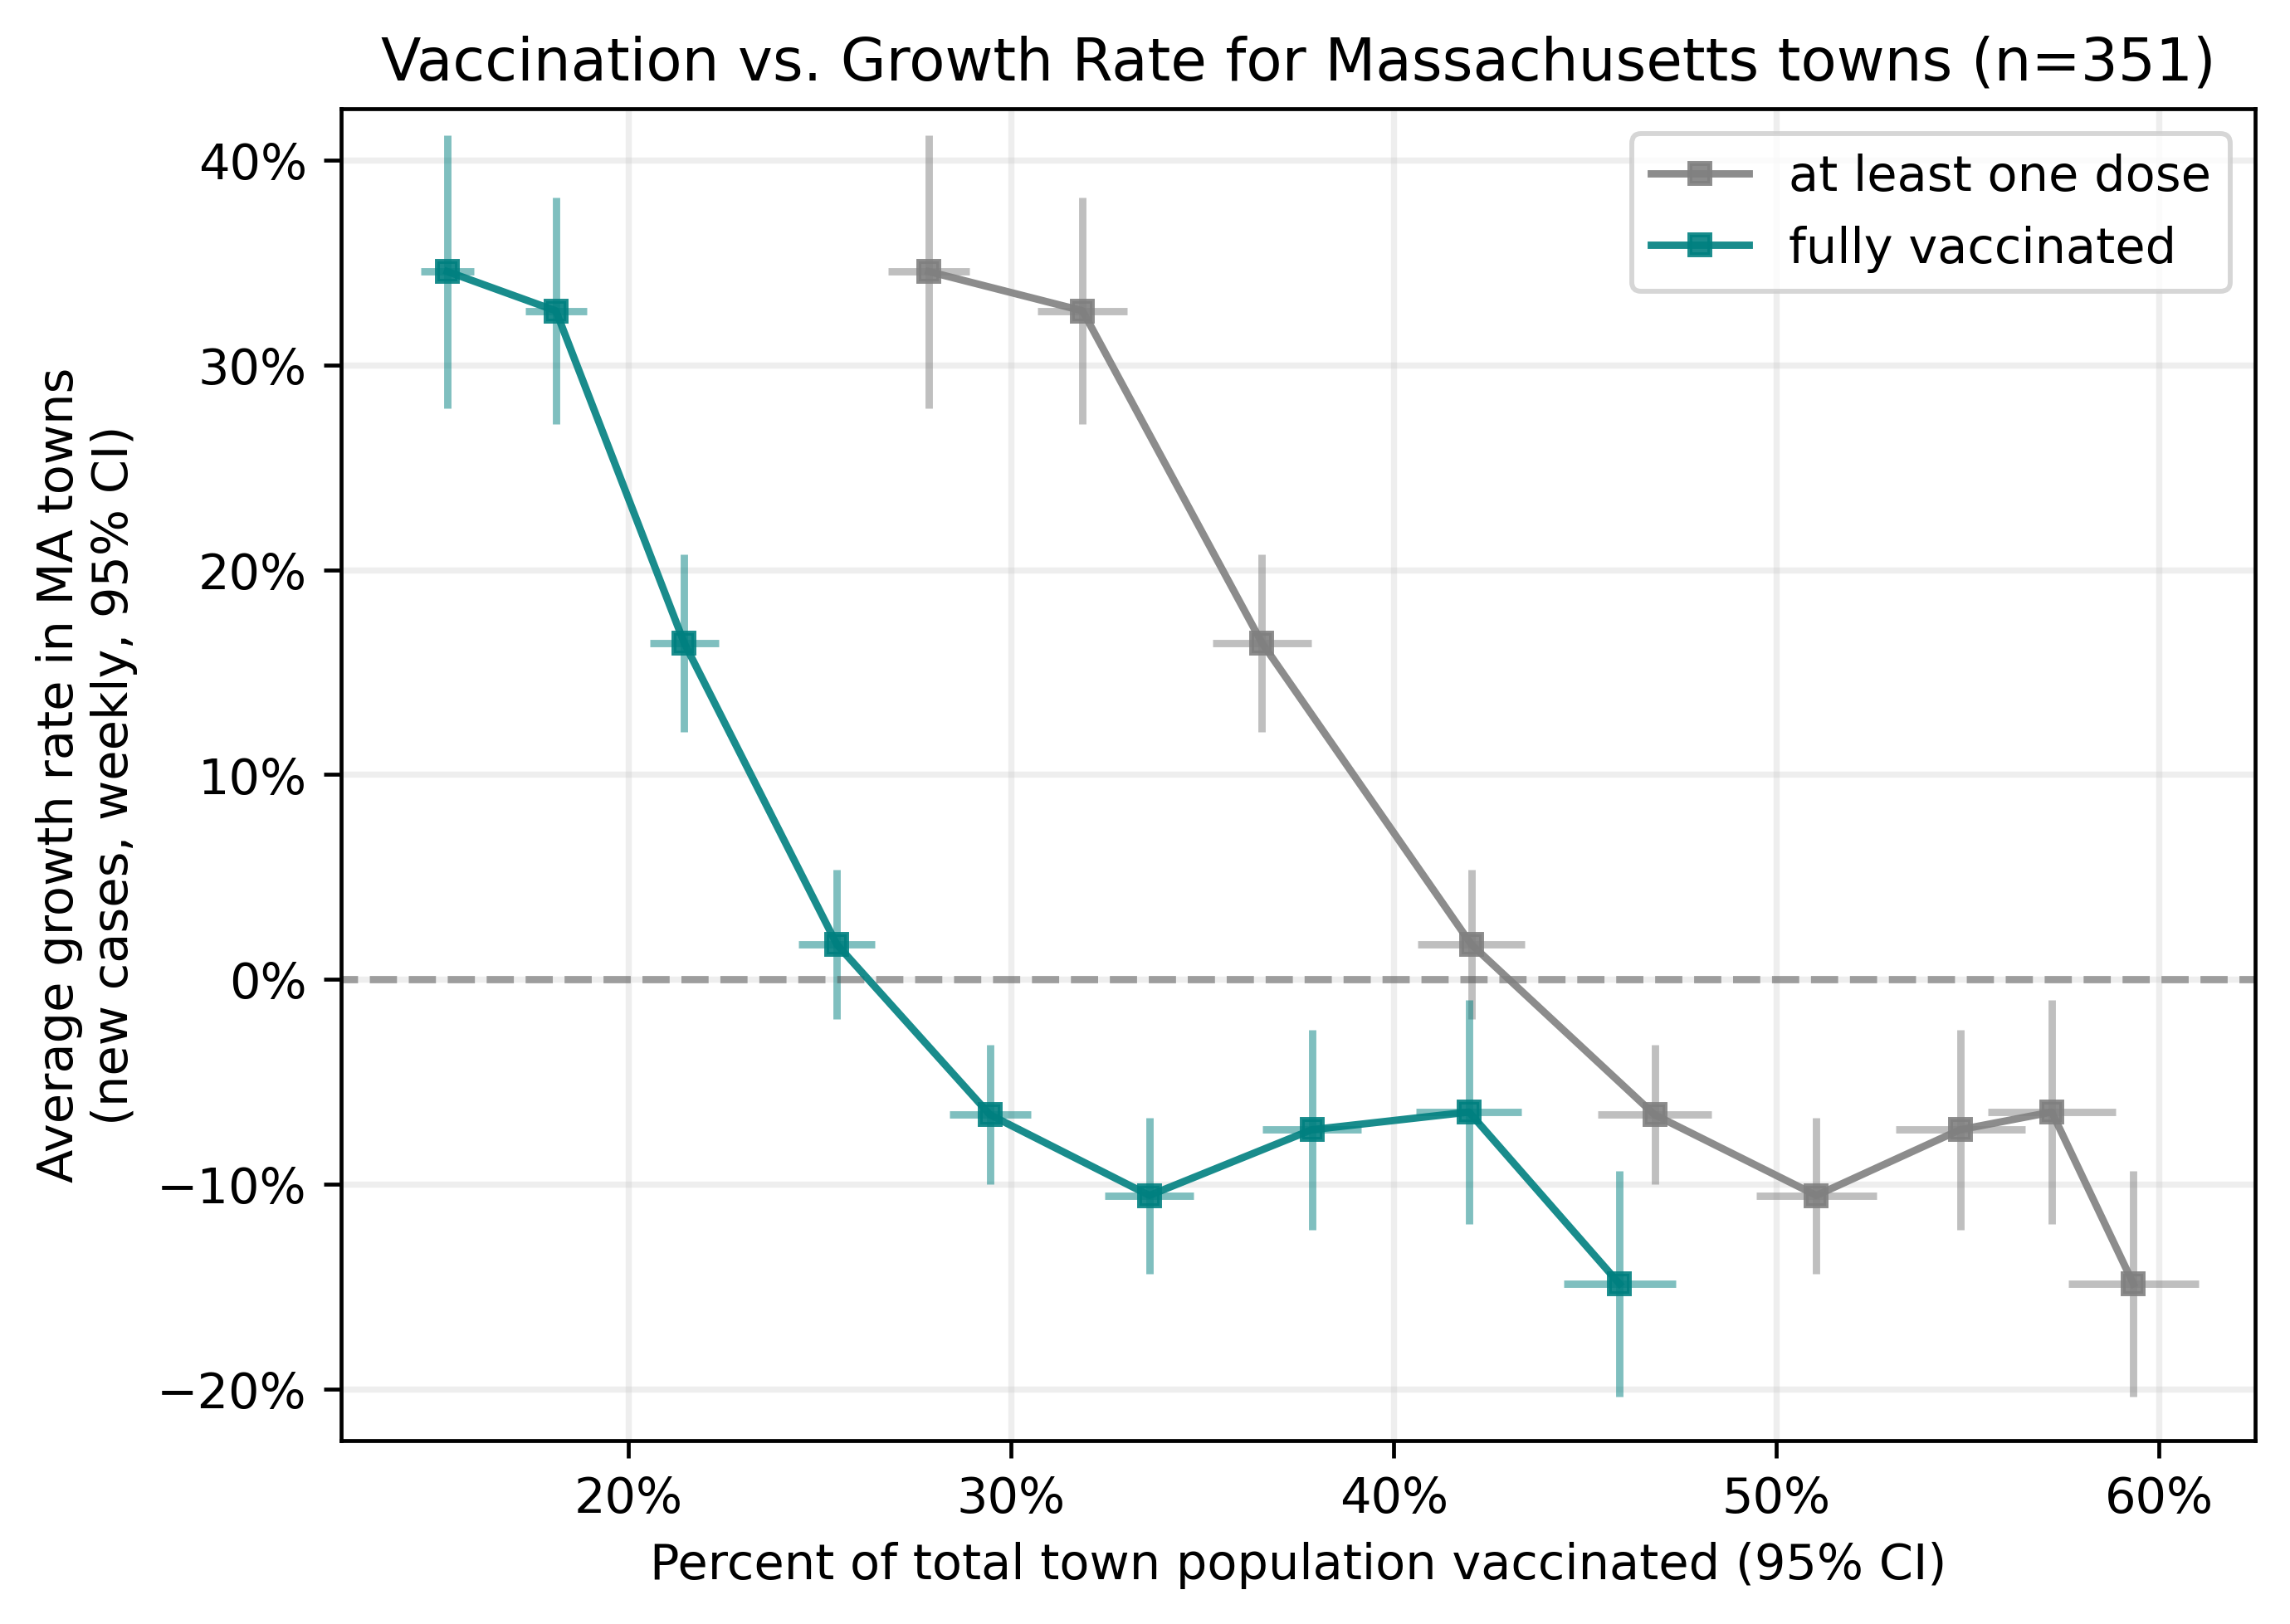 Vaccination vs. Growth Rate for Massachusetts towns (n=351)
at least one dose
fully vaccinated
Average growth rate in MA towns
(new cases, weekly, 95% CI)
40%
30%
20%
10%
0%
−10%
−20%
20%
30%
40%
50%
60%
Percent of total town population vaccinated (95% CI)